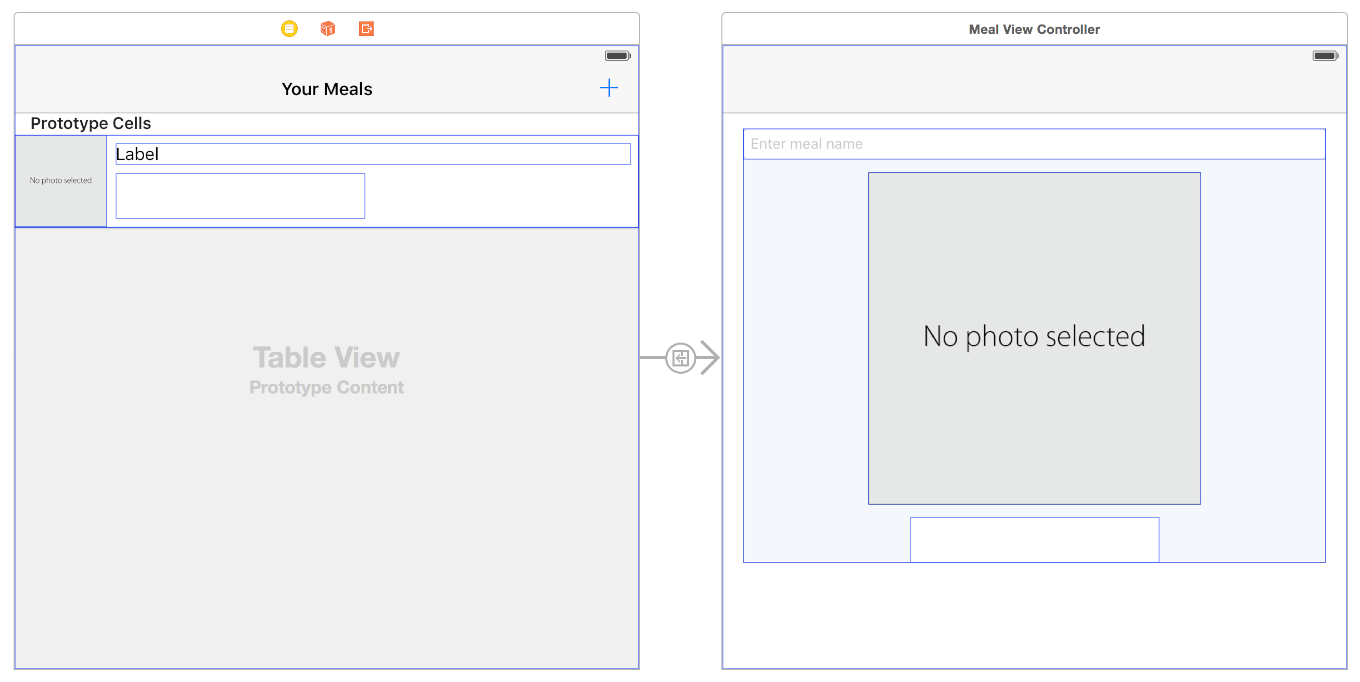 Meal View Controller
Your Meals
Prototype Cells
No photo selected
Label
Table View
Prototype Content
Enter meal name
No photo selected